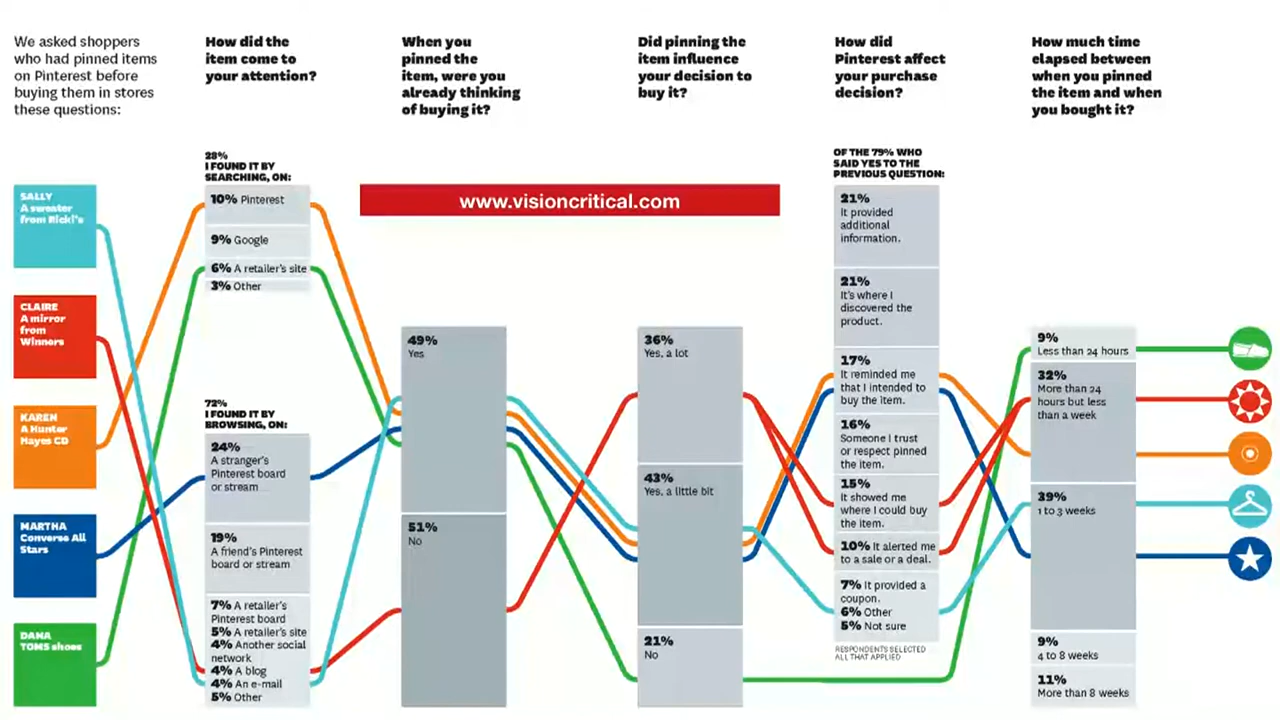 We asked shoppers
who had pinned items
on Pinterest before
buying them in stores
these questions:
How did the
item come to
your attention?
When you
pinned the
item, were you
already thinking
of buying it?
Did pinning the
item influence
your decision to
buy it?
How did
Pinterest affect
your purchase
decision?
How much time
elapsed between
when you pinned
the item and when
you bought it?
SALLY
A sweater
from Ricki's
CLAIRE
A mirror
from
Winners
KAREN
A Hunter
Hayes CD
MARTHA
Converse All
Stars
DANA
TOMS shoes
28%
I FOUND IT BY
SEARCHING, ON:
10% Pinterest
9% Google
6% A retailer's site
3% Other
72%
I FOUND IT BY
BROWSING, ON:
24%
A stranger's
Pinterest board
or stream
19%
A friend's Pinterest
board or stream
7% A retailer's
Pinterest board
5% A retailer's site
4% Another social
network
4% A blog
4% An e-mail
5% Other
www.visioncritical.com
49%
Yes
51%
No
36%
Yes, a lot
43%
Yes, a little bit
21%
No
OF THE 79% WHO
SAID YES TO THE
PREVIOUS QUESTION:
21%
It provided
additional
information.
21%
It's where I
discovered the
product.
17%
It reminded me
that I intended to
buy the item.
16%
Someone I trust
or respect pinned
the item.
15%
It showed me
where I could buy
the item.
10% It alerted me
to a sale or a deal.
7% It provided a
coupon.
6% Other
5% Not sure
RESPONDENTS SELECTED
ALL THAT APPLIED
9%
Less than 24 hours
32%
More than 24
hours but less
than a week
39%
1 to 3 weeks
9%
4 to 8 weeks
11%
More than 8 weeks